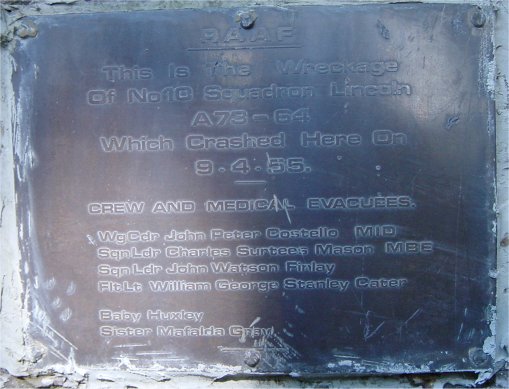 R.A.A.F
This Is The Wreckage
Of No10 Squadron Lincoln
A73-64
Which Crashed Here On
9.4.55.
CREW AND MEDICAL EVACUEES.
WgCdr John Peter Costello MID
SqnLdr Charles Surtees Mason MBE
SqnLdr John Watson Finlay
FltLt William George Stanley Cater
Baby Huxley
Sister Mafalda Gray